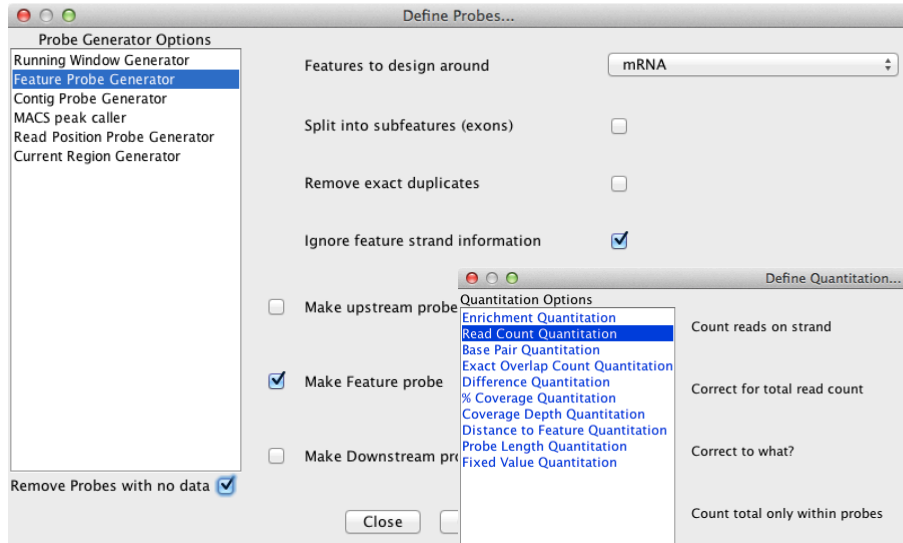 Define Probes...
Probe Generator Options
Running Window Generator
Feature Probe Generator
Contig Probe Generator
MACS peak caller
Read Position Probe Generator
Current Region Generator
Remove Probes with no data
Features to design around
mRNA
Split into subfeatures (exons)
Remove exact duplicates
Ignore feature strand information
Make upstream probe
Make Feature probe
Make Downstream
Close
Define Quantitation...
Quantitation Options
Enrichment Quantitation
Read Count Quantitation
Base Pair Quantitation
Exact Overlap Count Quantitation
Difference Quantitation
% Coverage Quantitation
Coverage Depth Quantitation
Distance to Feature Quantitation
Probe Length Quantitation
Fixed Value Quantitation
Count reads on strand
Correct for total read count
Correct to what?
Count total only within probes